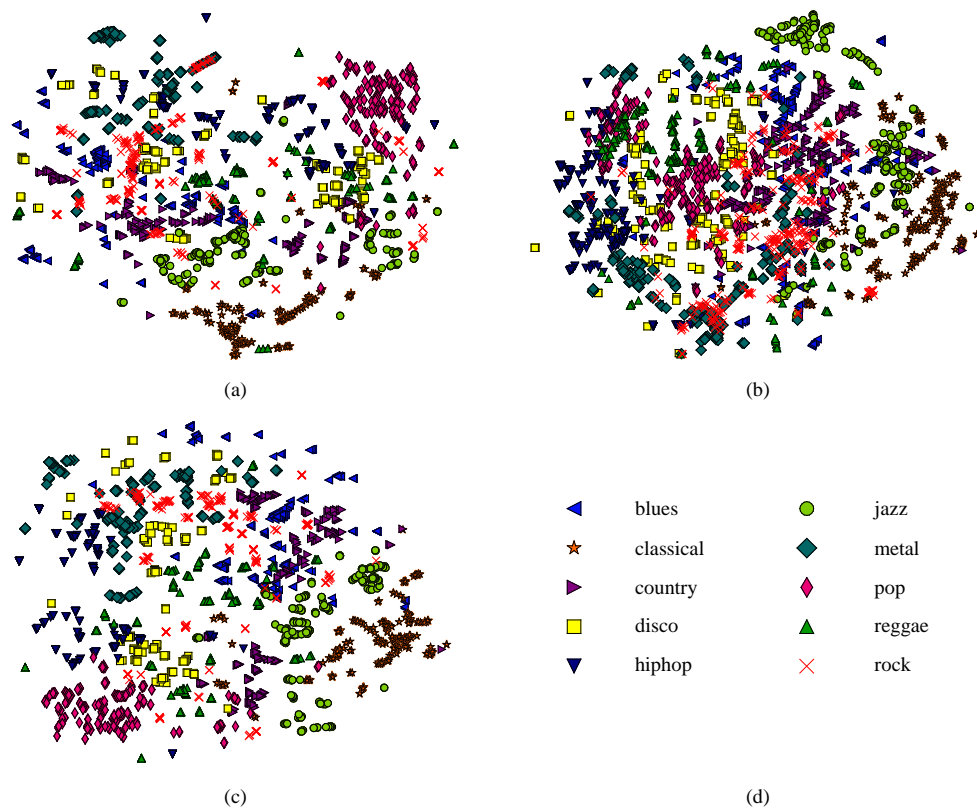 (a)
(b)
blues
jazz
classical
metal
country
pop
disco
reggae
hiphop
rock
(c)
(d)